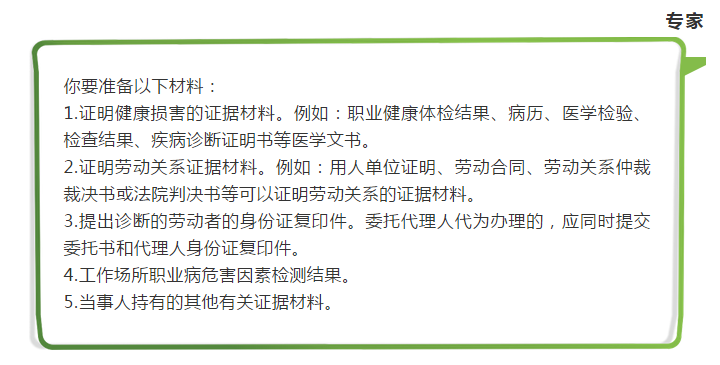 专家
你要准备以下材料：
1.证明健康损害的证据材料。例如：职业健康体检结果、病历、医学检验、
检查结果、疾病诊断证明书等医学文书。
2.证明劳动关系证据材料。例如：用人单位证明、劳动合同、劳动关系仲裁
裁决书或法院判决书等可以证明劳动关系的证据材料。
3.提出诊断的劳动者的身份证复印件。委托代理人代为办理的，应同时提交
委托书和代理人身份证复印件。
4.工作场所职业病危害因素检测结果。
5.当事人持有的其他有关证据材料。